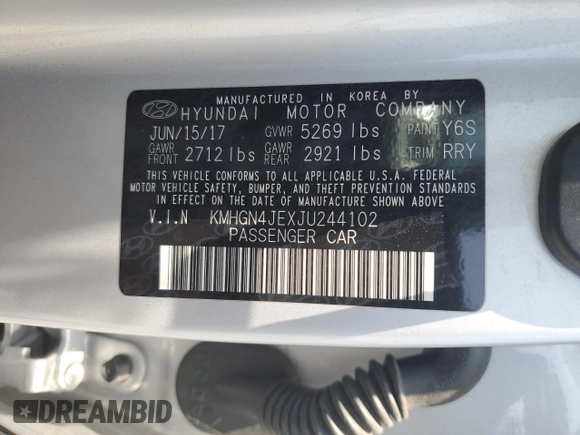 MANUFACTURED IN KOREA BY
HYUNDAI MOTOR COMPANY
JUN/15/17 GVWR 5269 lbs PAINT Y6S
GAWR FRONT 2712 lbs GAWR REAR 2921 lbs TRIM RRY
THIS VEHICLE CONFORMS TO ALL APPLICABLE U.S.A. FEDERAL
MOTOR VEHICLE SAFETY, BUMPER, AND THEFT PREVENTION
STANDARDS IN EFFECT ON THE DATE OF MANUFACTURE SHOWN ABOVE
V.I.N KMHGN4JEXJU244102
PASSENGER CAR
DREAMBID